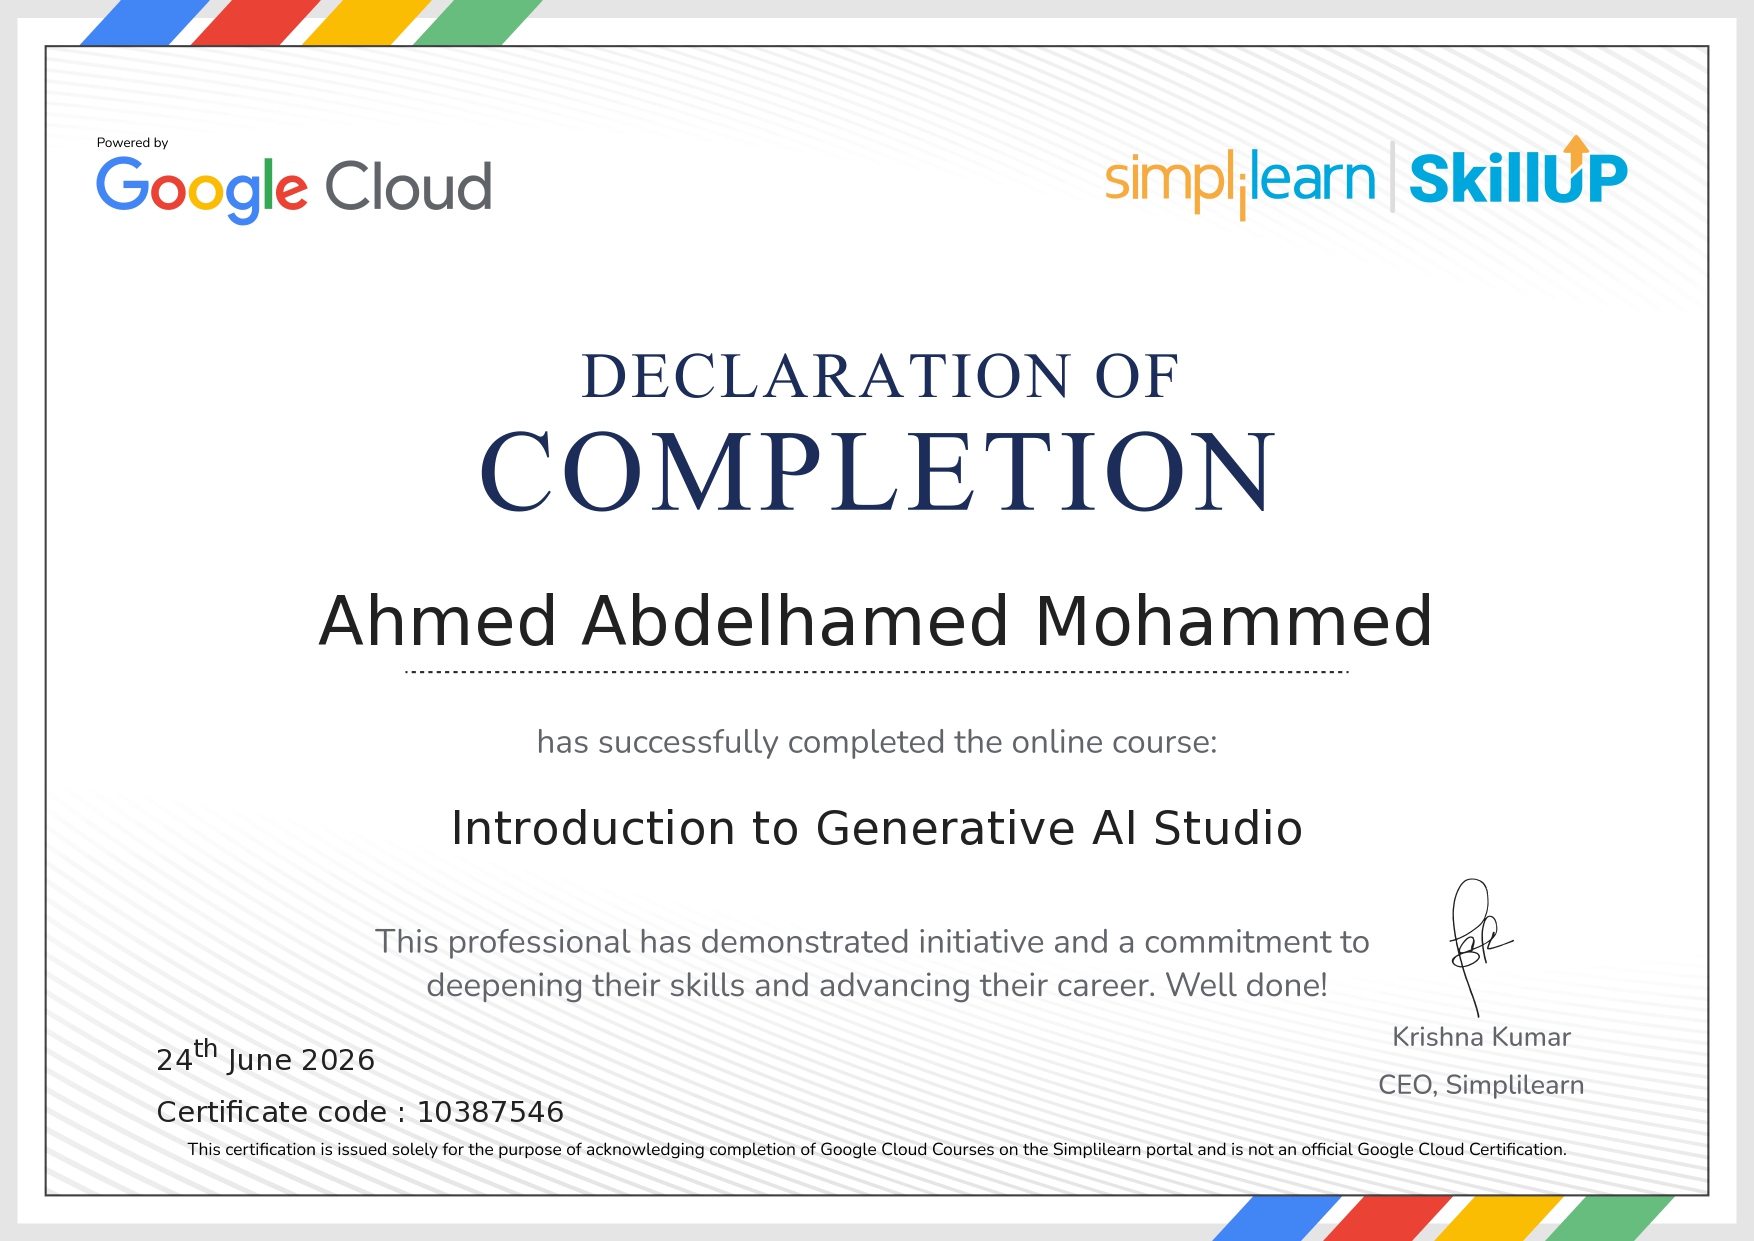 Powered by
Google Cloud
simplilearn | SkillUP
DECLARATION OF
COMPLETION
Ahmed Abdelhamed Mohammed
has successfully completed the online course:
Introduction to Generative AI Studio
This professional has demonstrated initiative and a commitment to
deepening their skills and advancing their career. Well done!
Krishna Kumar
CEO, Simplilearn
24th June 2026
Certificate code : 10387546
This certification is issued solely for the purpose of acknowledging completion of Google Cloud Courses on the Simplilearn portal and is not an official Google Cloud Certification.